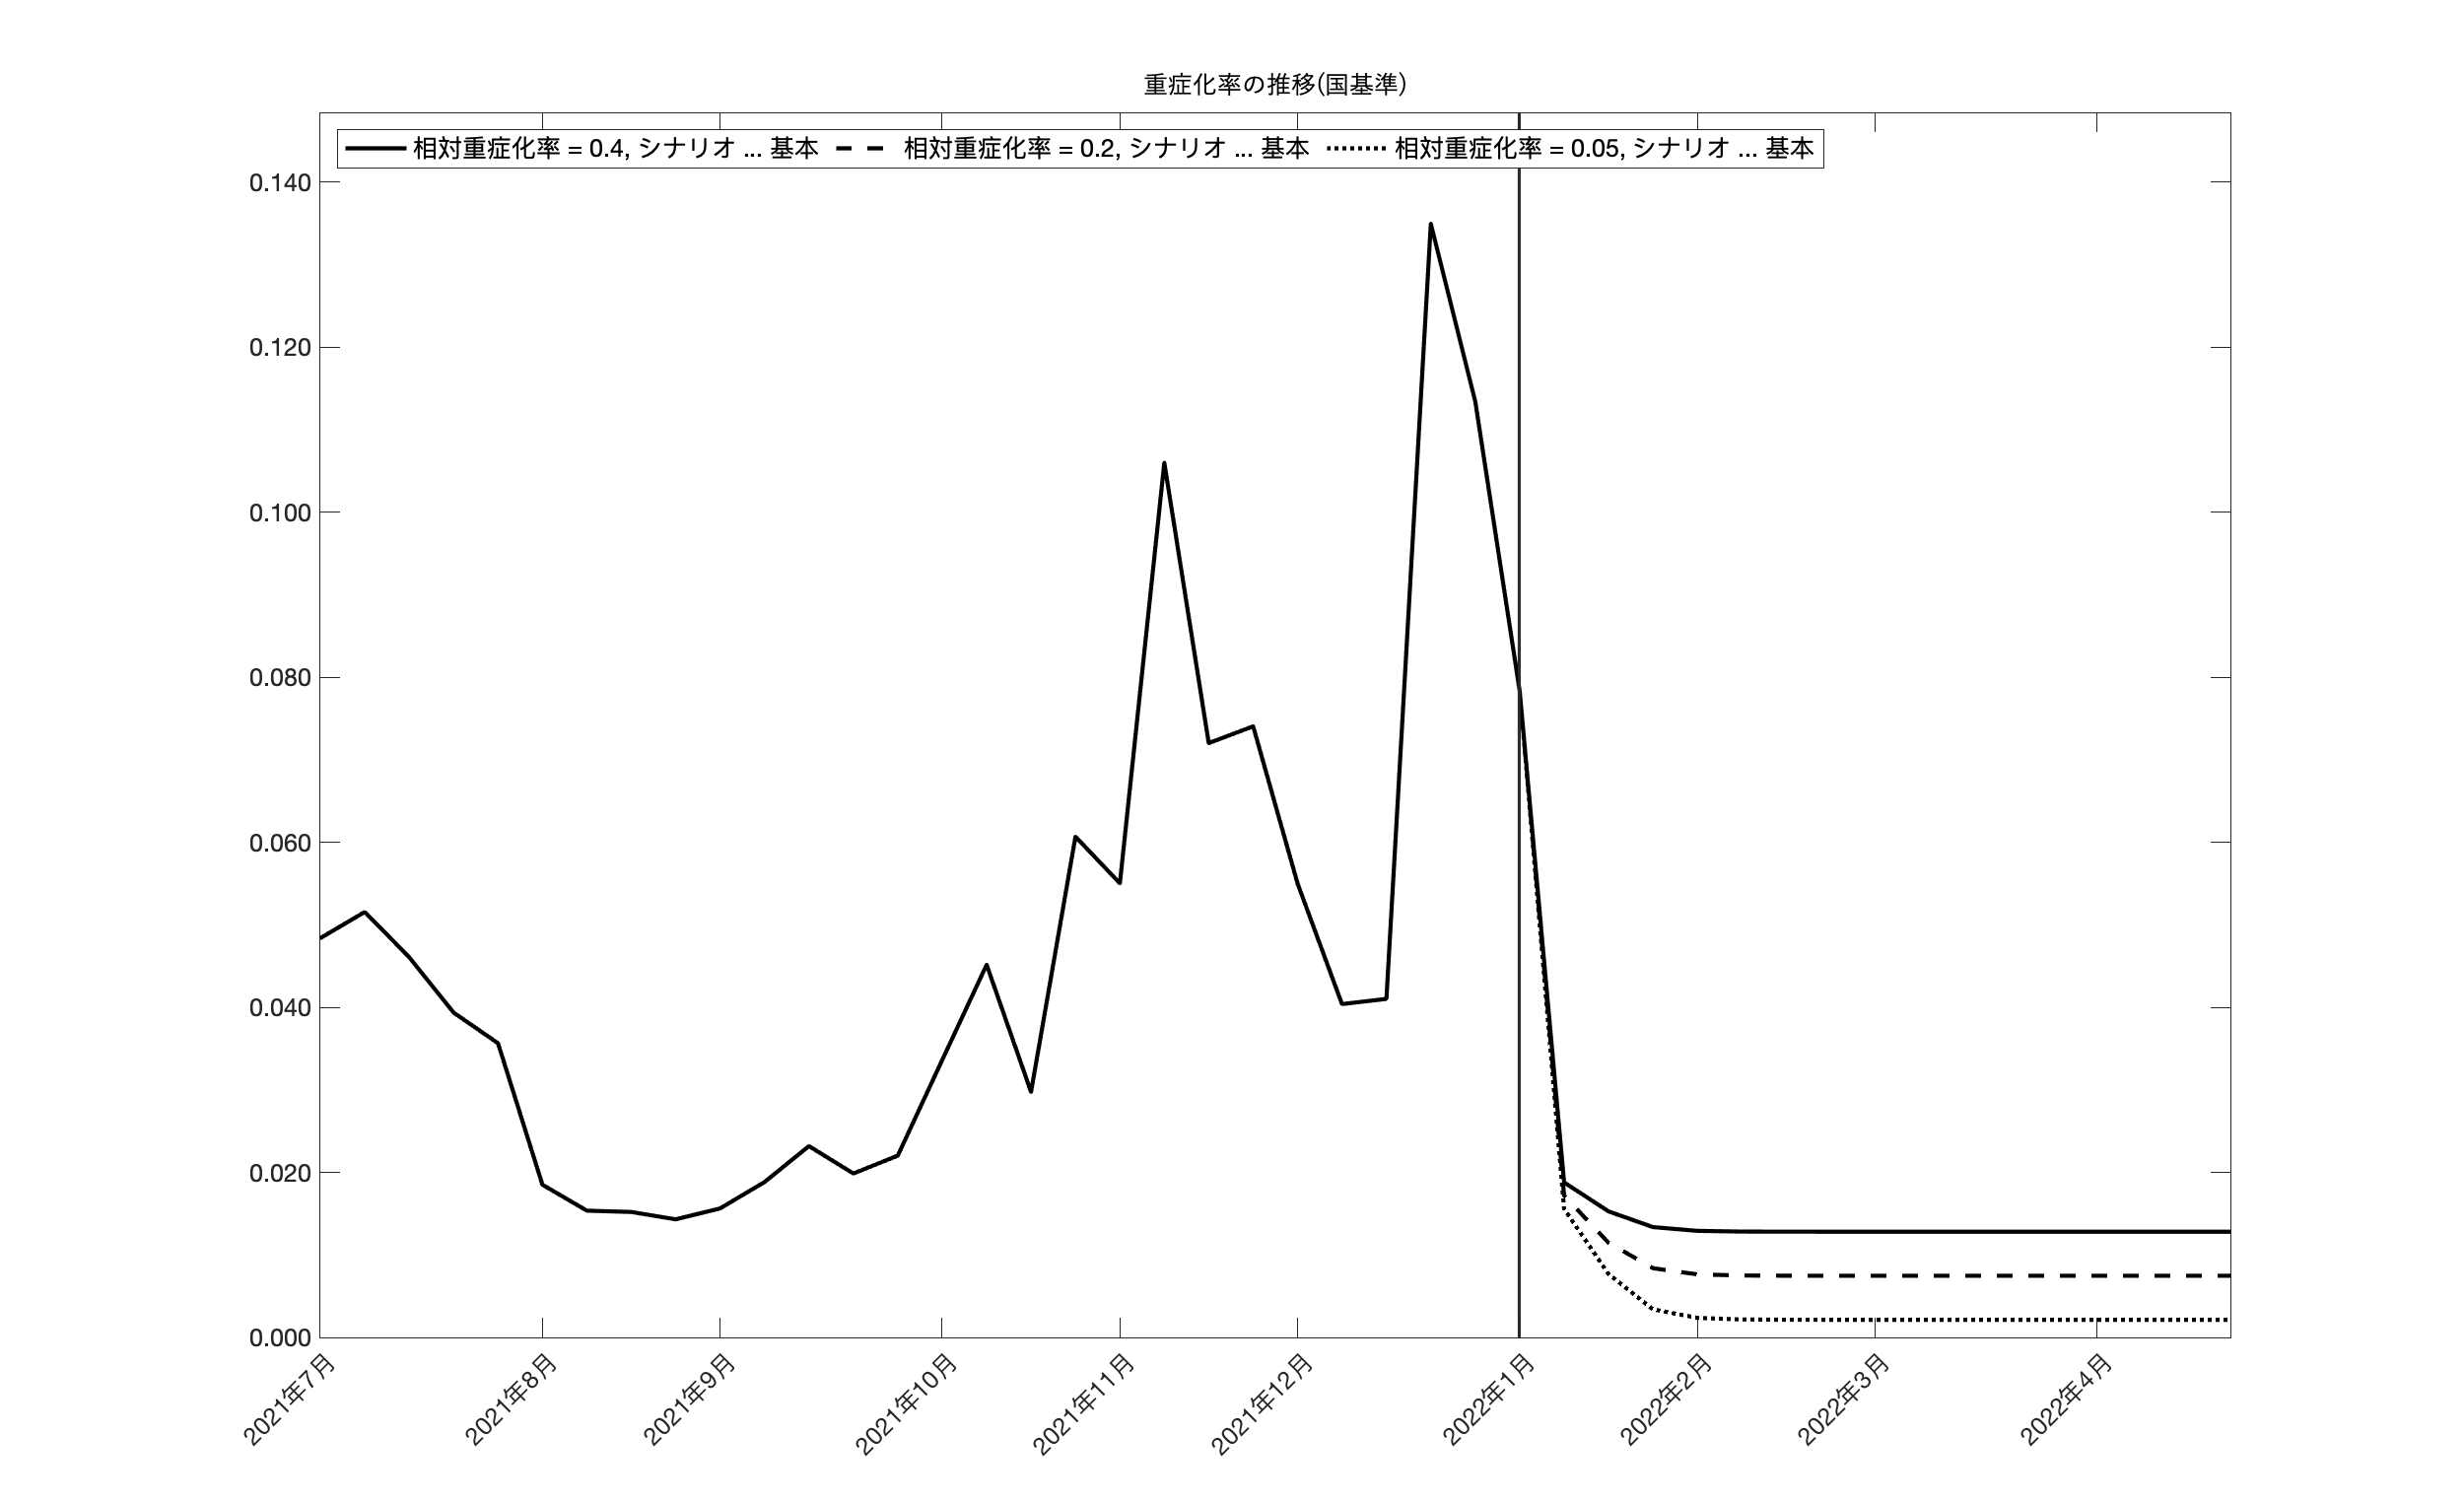 重症化率の推移(国基準)
相対重症化率 = 0.4, シナリオ ... 基本 相対重症化率 = 0.2, シナリオ ... 基本 相対重症化率 = 0.05, シナリオ ... 基本
0.140
0.120
0.100
0.080
0.060
0.040
0.020
0.000
2021年7月
2021年8月
2021年9月
2021年10月
2021年11月
2021年12月
2022年1月
2022年2月
2022年3月
2022年4月